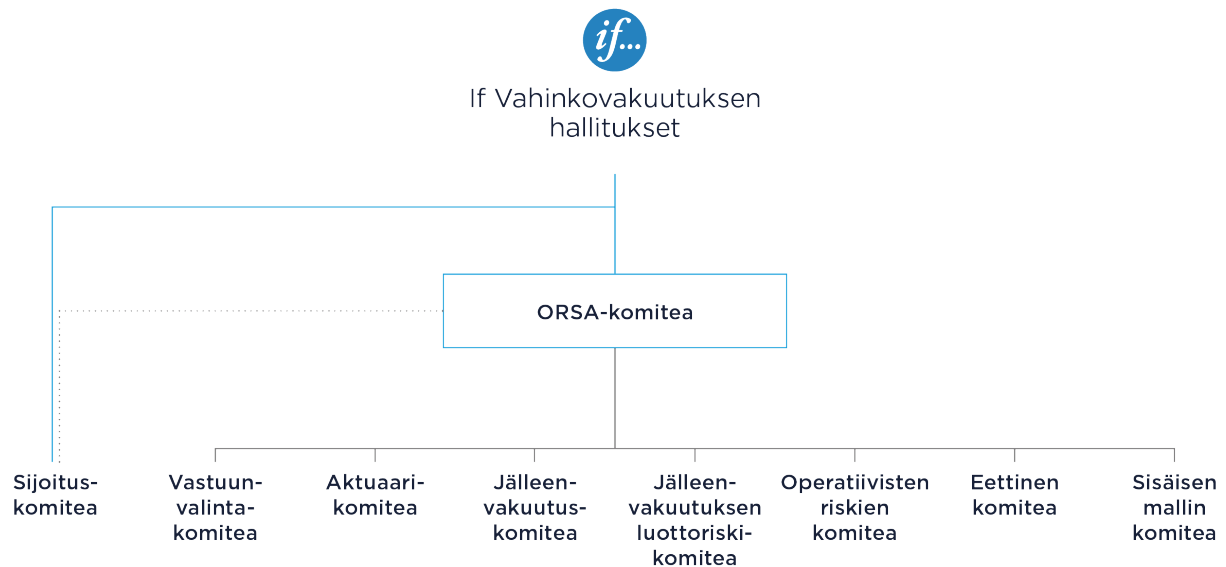 if...
If Vahinkovakuutuksen
hallitukset
ORSA-komitea
Sijoitus-
komitea
Vastuun-
valinta-
komitea
Aktuaari-
komitea
Jälleen-
vakuutus-
komitea
Jälleen-
vakuutuksen
luottoriski-
komitea
Operatiivisten
riskien
komitea
Eettinen
komitea
Sisäisen
mallin
komitea